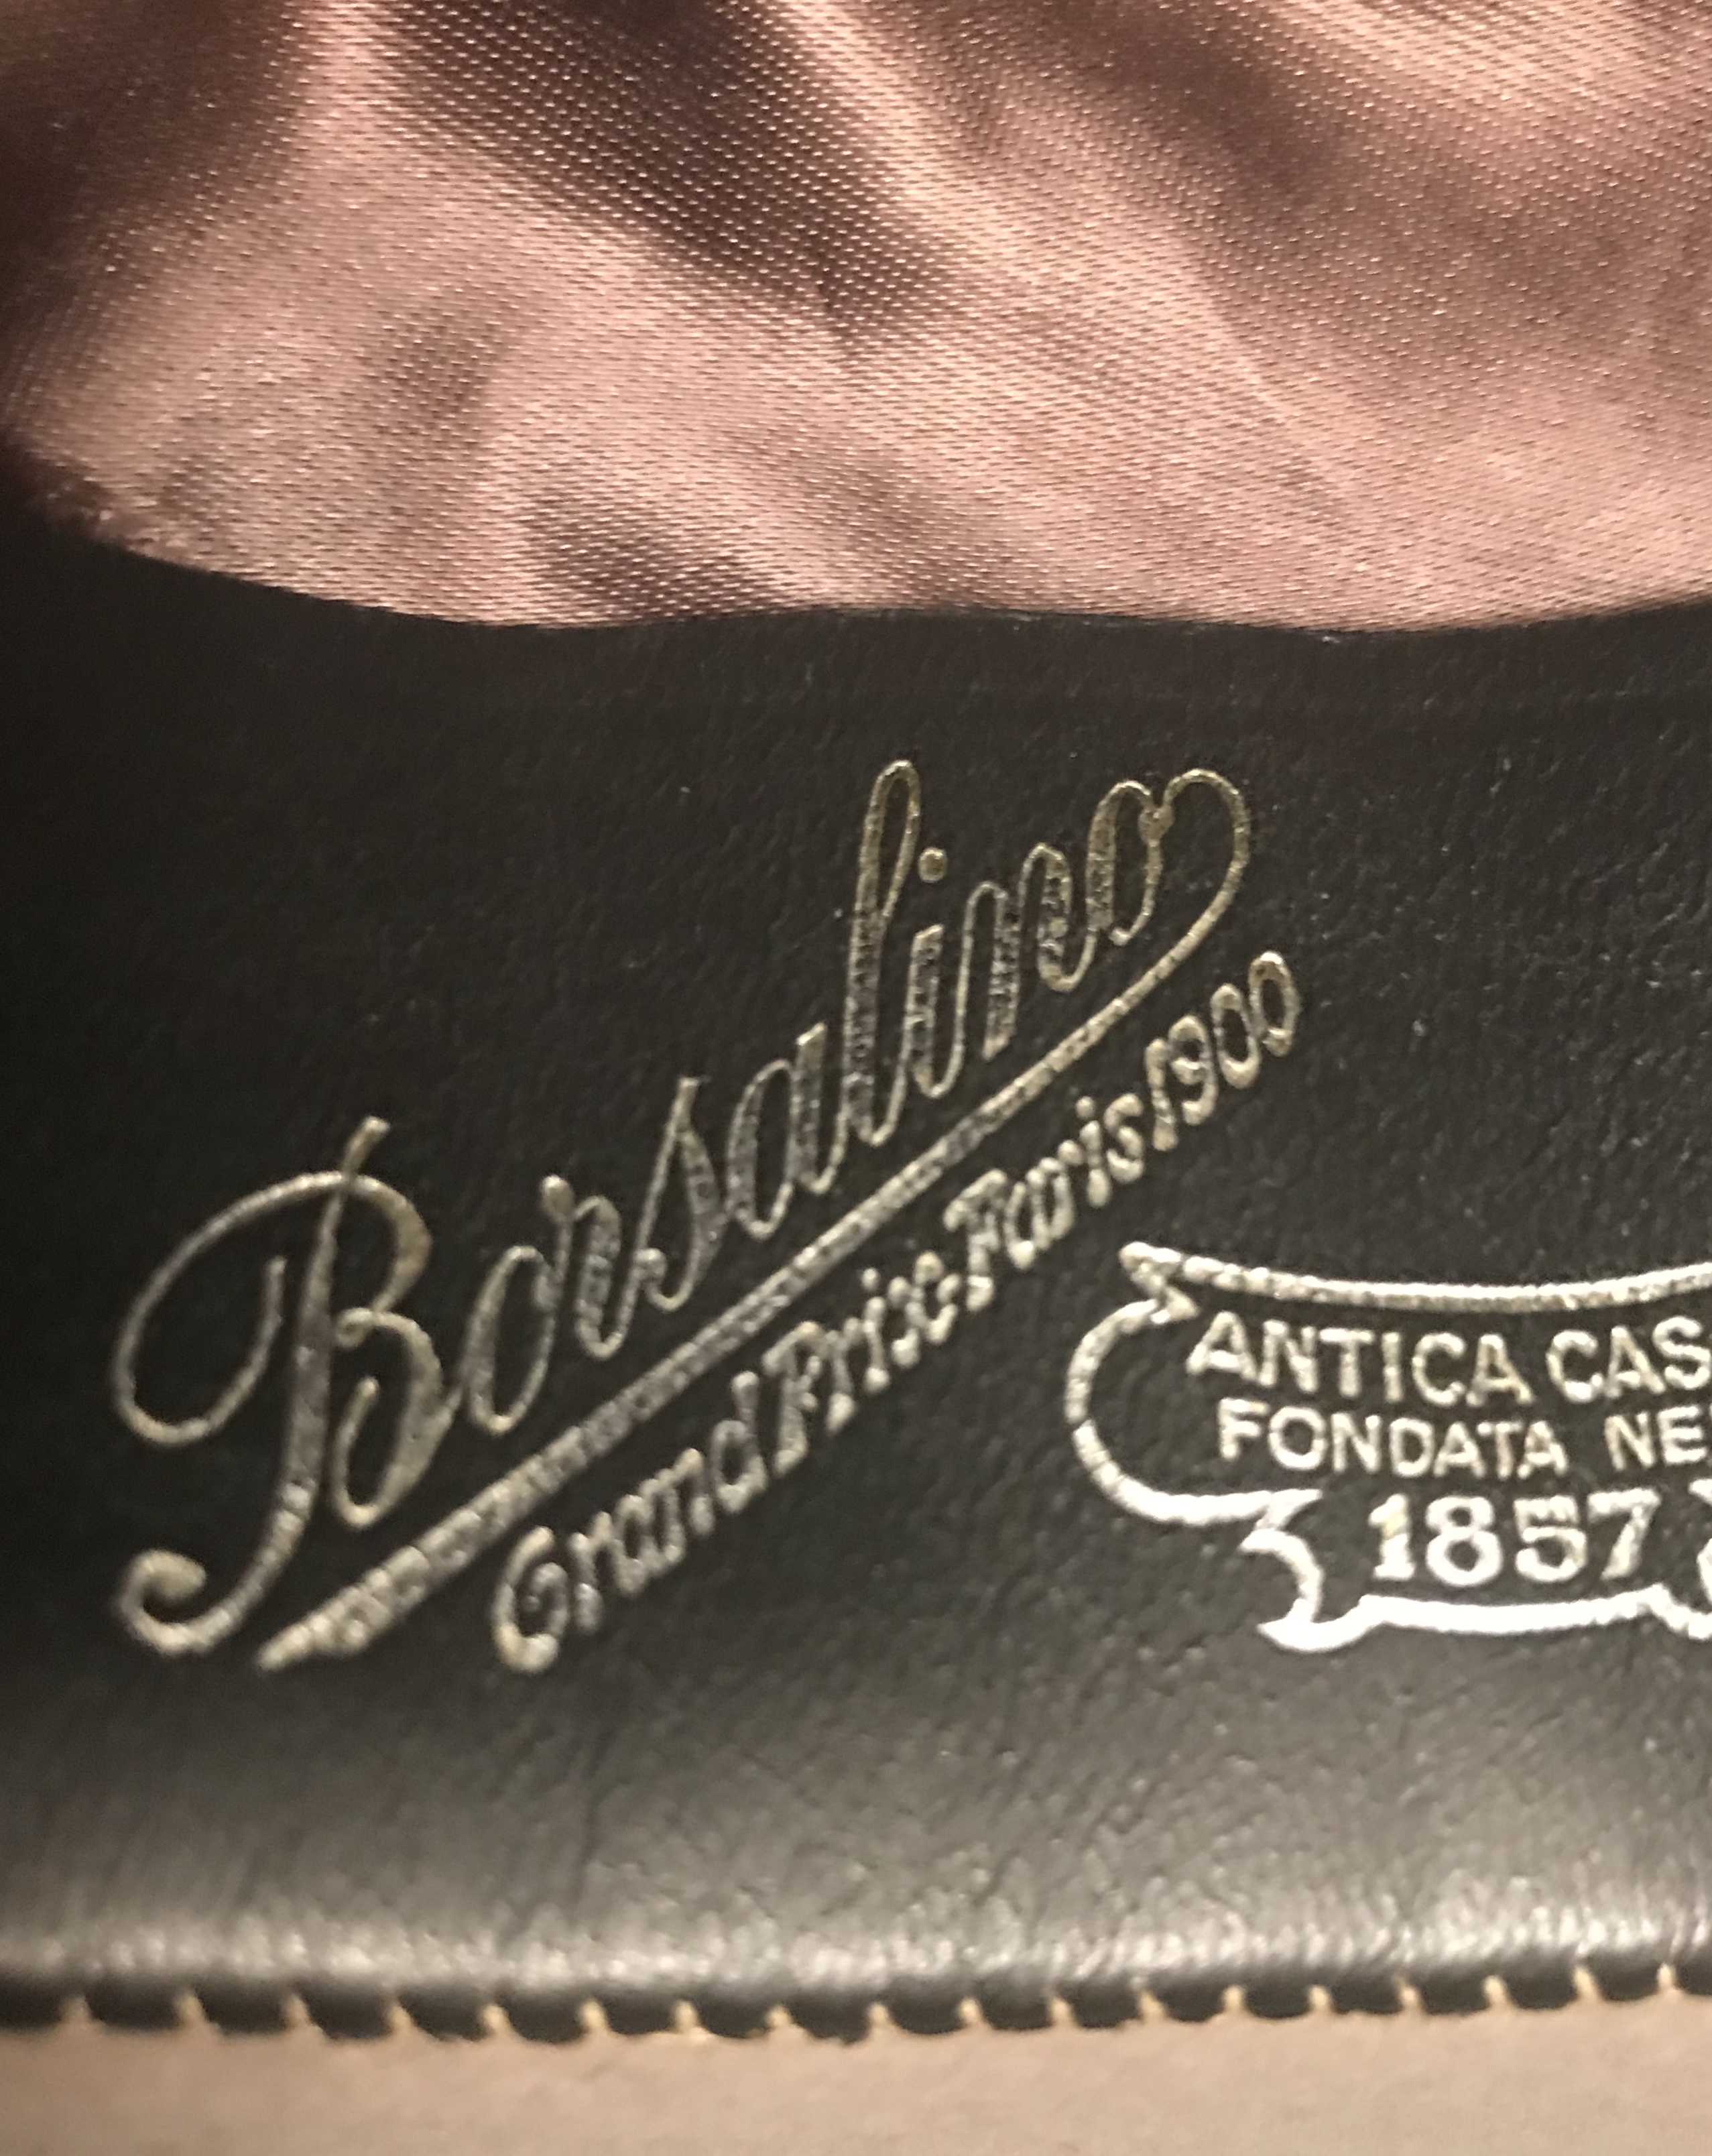 Borsalino
Grand Prix-Paris 1900
ANTICA CAS
FONDATA NE
1857